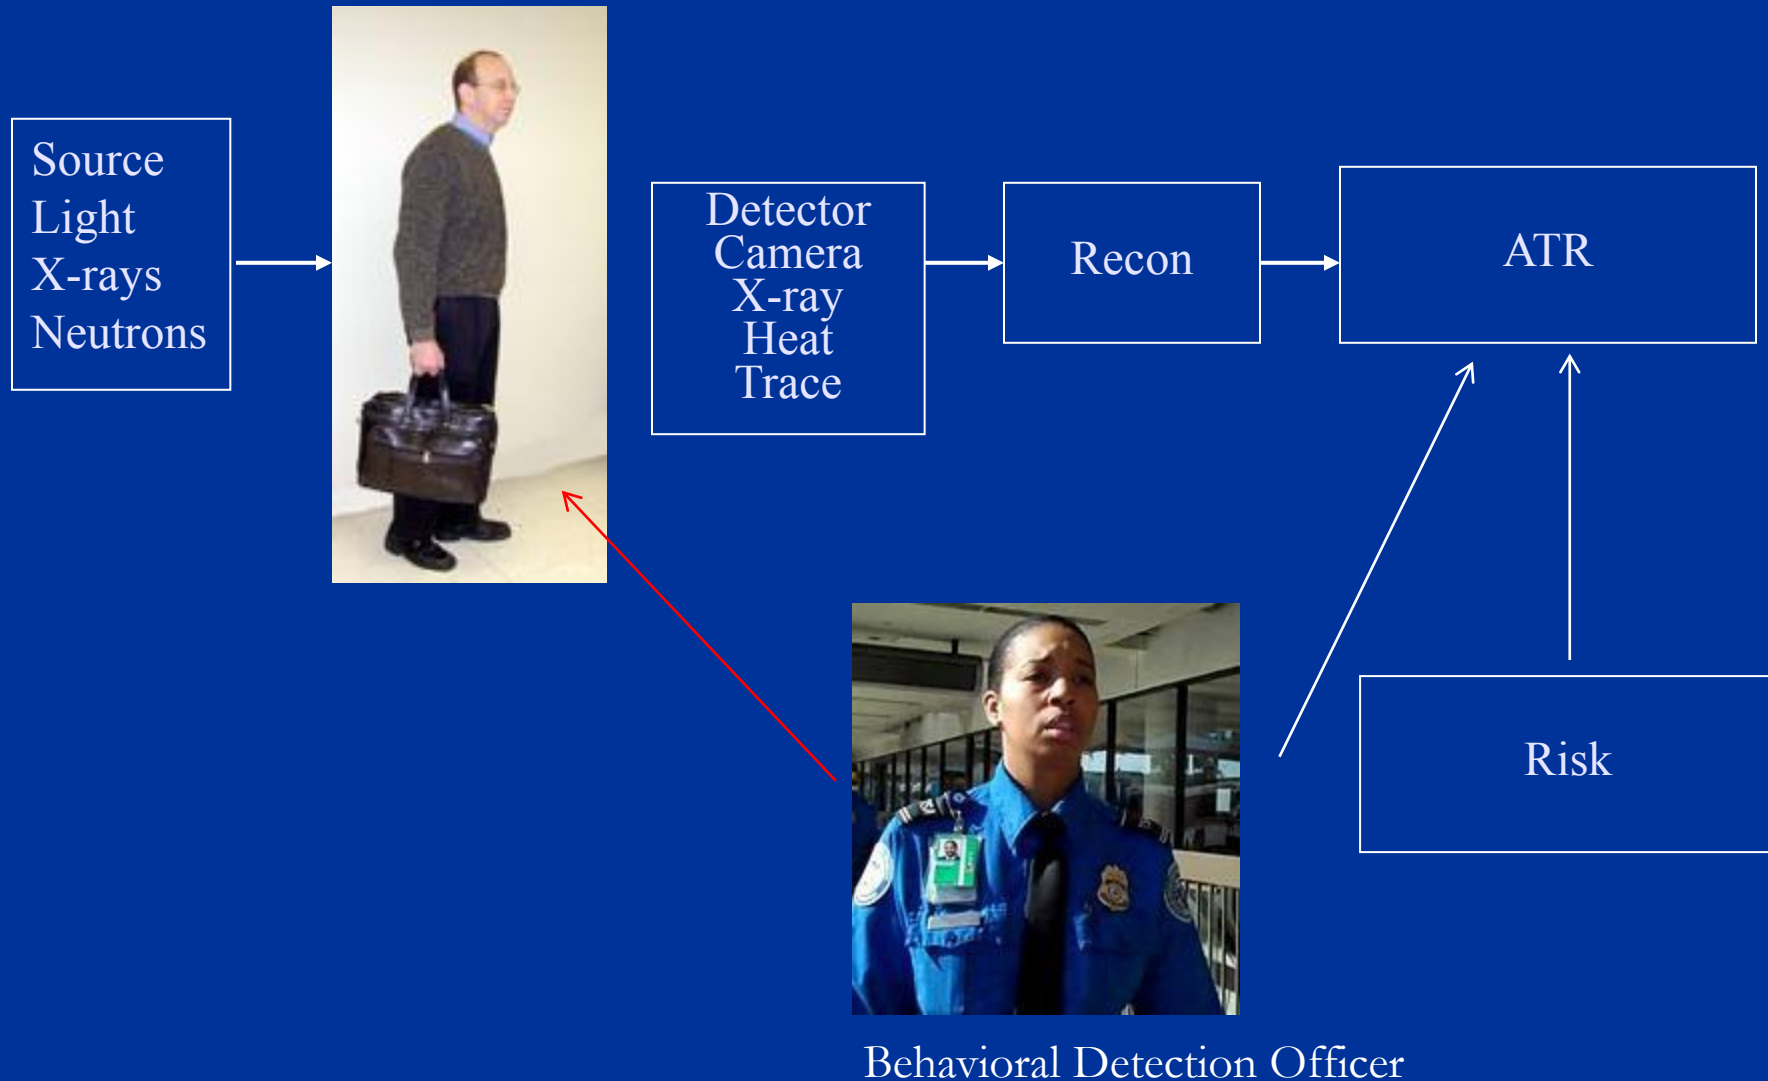 Source
Light
X-rays
Neutrons
Detector
Camera
X-ray
Heat
Trace
Recon
ATR
Risk
Behavioral Detection Officer